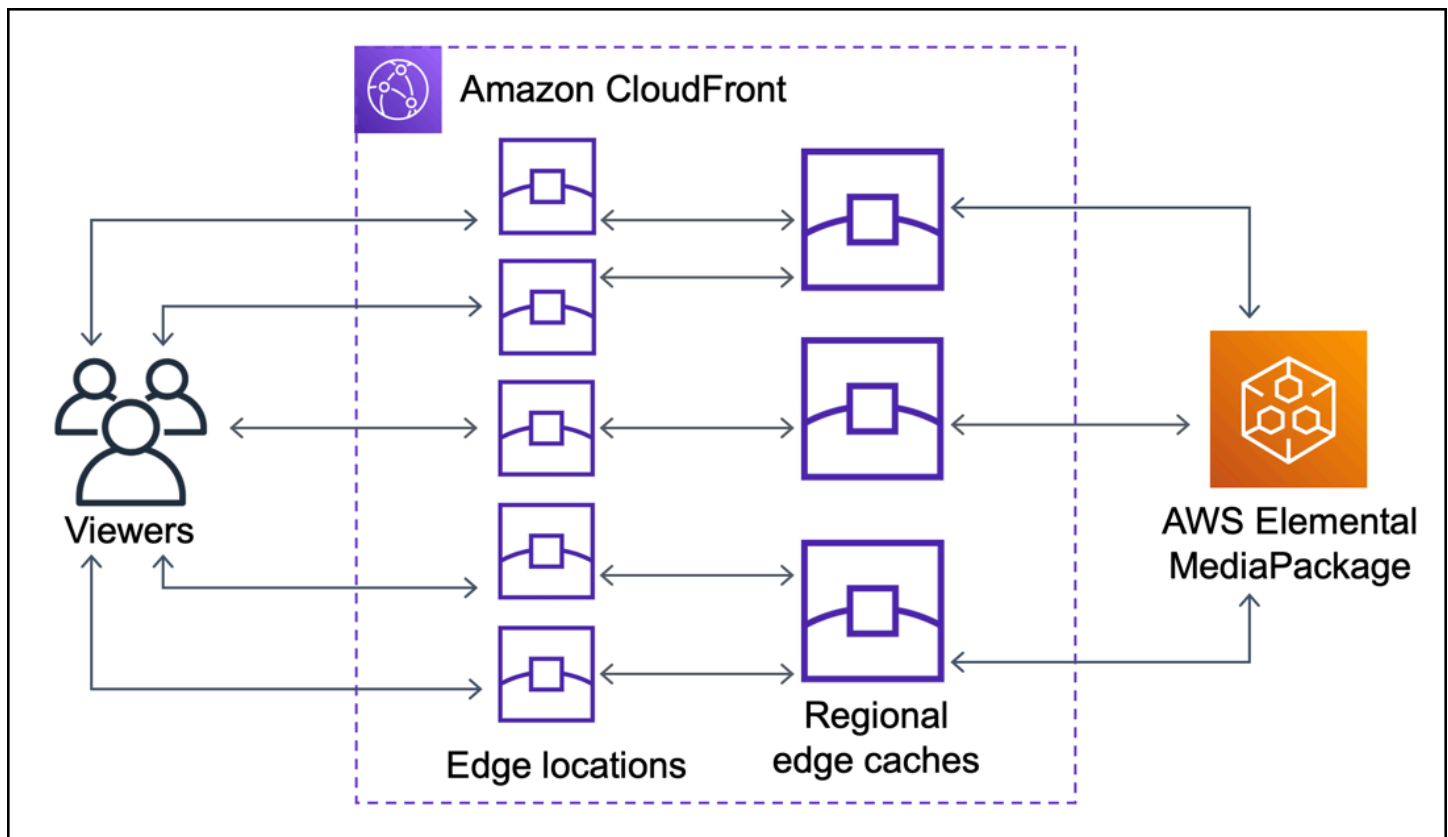 Amazon CloudFront
Viewers
AWS Elemental
MediaPackage
Regional
edge caches
Edge locations